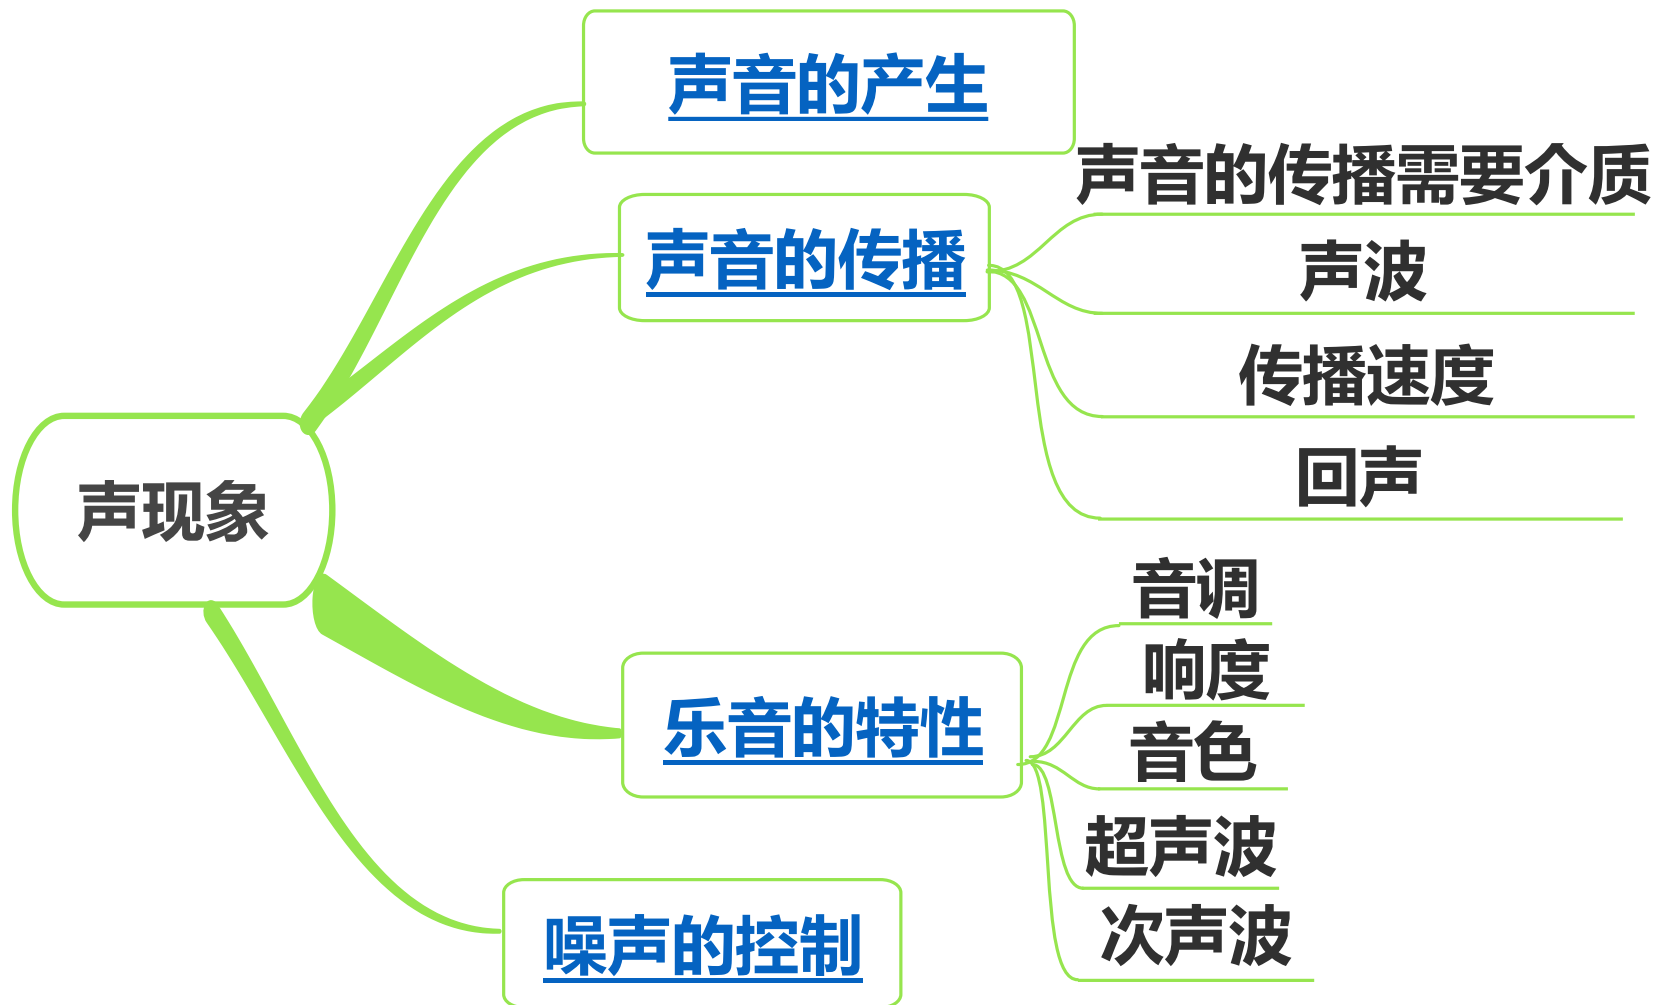 声现象
声音的产生
声音的传播
声音的传播需要介质
声波
传播速度
回声
乐音的特性
音调
响度
音色
超声波
次声波
噪声的控制